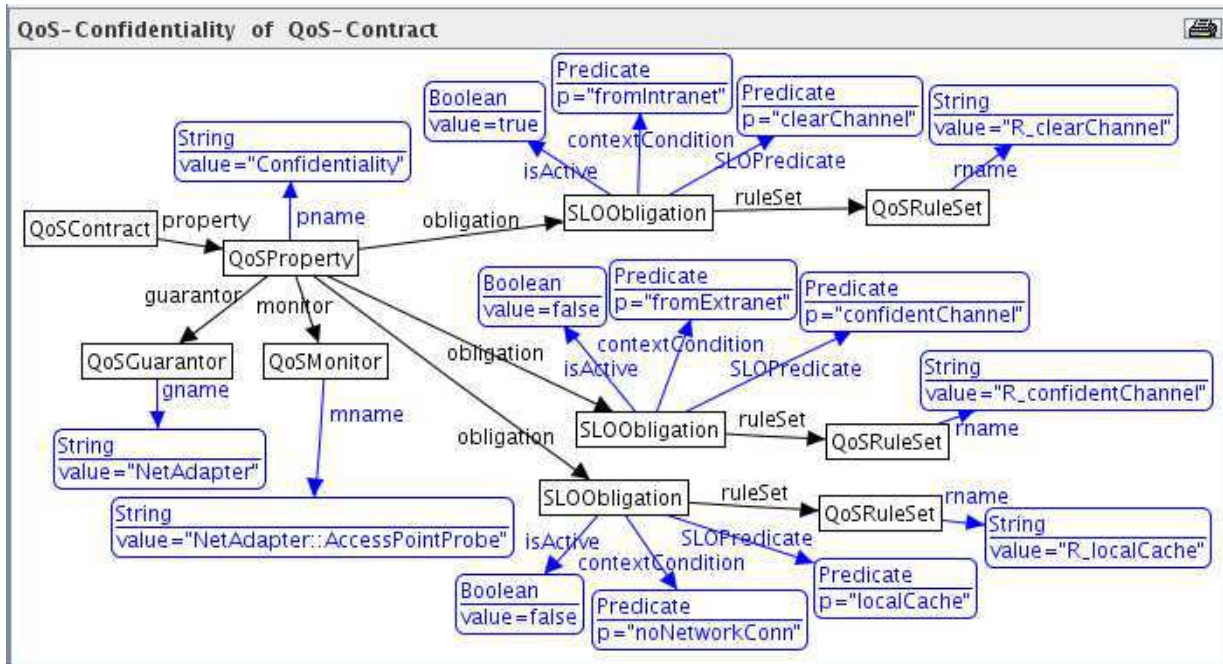 QoS-Confidentiality of QoS-Contract
Predicate
p="fromIntranet"
Boolean
value=true
Predicate
p="clearChannel"
String
value="R_clearChannel"
String
value="Confidentiality"
contextCondition
isActive
SLOPredicate
rname
QoSContract
property
pname
obligation
SLOObligation
ruleSet
QoSRuleSet
QoSProperty
guarantor
monitor
Boolean
value=false
Predicate
p="fromExtranet"
Predicate
p="confidentChannel"
QoSGuarantor
QoSMonitor
obligation
contextCondition
isActive
SLOPredicate
String
value="R_confidentChannel"
gname
mname
obligation
SLOObligation
ruleSet
QoSRuleSet
rname
String
value="NetAdapter"
SLOObligation
ruleSet
QoSRuleSet
rname
String
value="NetAdapter::AccessPointProbe"
isActive
contextCondition
SLOPredicate
String
value="R_localCache"
Boolean
value=false
Predicate
p="noNetworkConn"
Predicate
p="localCache"